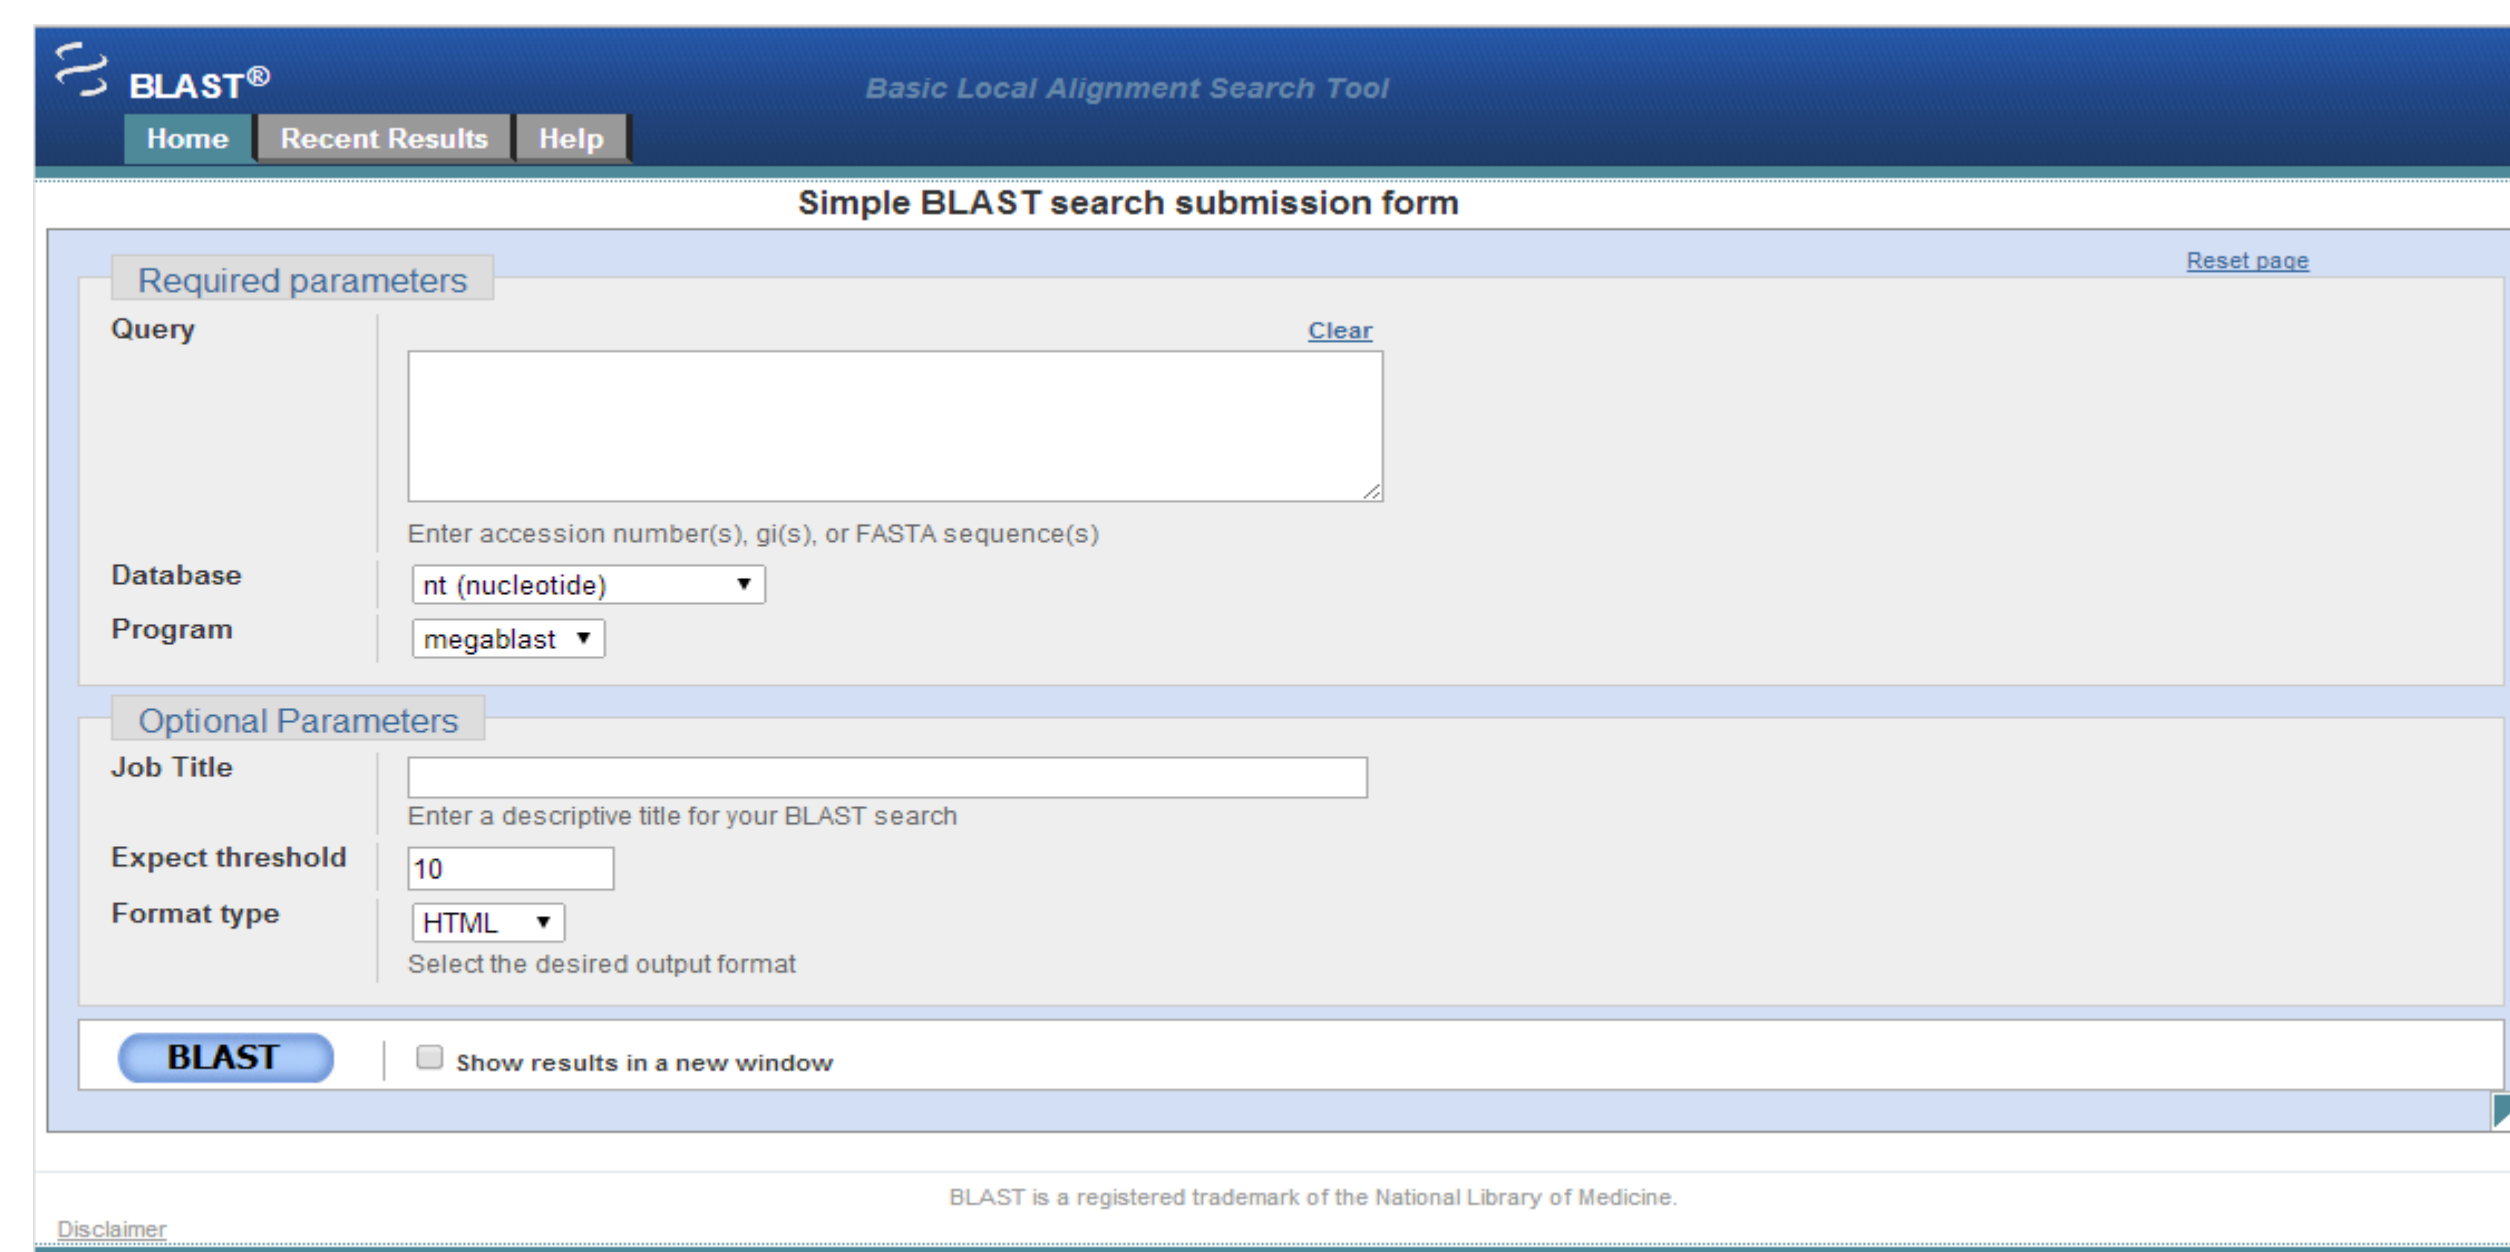 BLAST®
Basic Local Alignment Search Tool
Home Recent Results Help
Simple BLAST search submission form
Reset page
Required parameters
Query
Clear
Enter accession number(s), gi(s), or FASTA sequence(s)
Database
nt (nucleotide)
Program
megablast
Optional Parameters
Job Title
Enter a descriptive title for your BLAST search
Expect threshold
10
Format type
HTML
Select the desired output format
BLAST
Show results in a new window
BLAST is a registered trademark of the National Library of Medicine.
Disclaimer